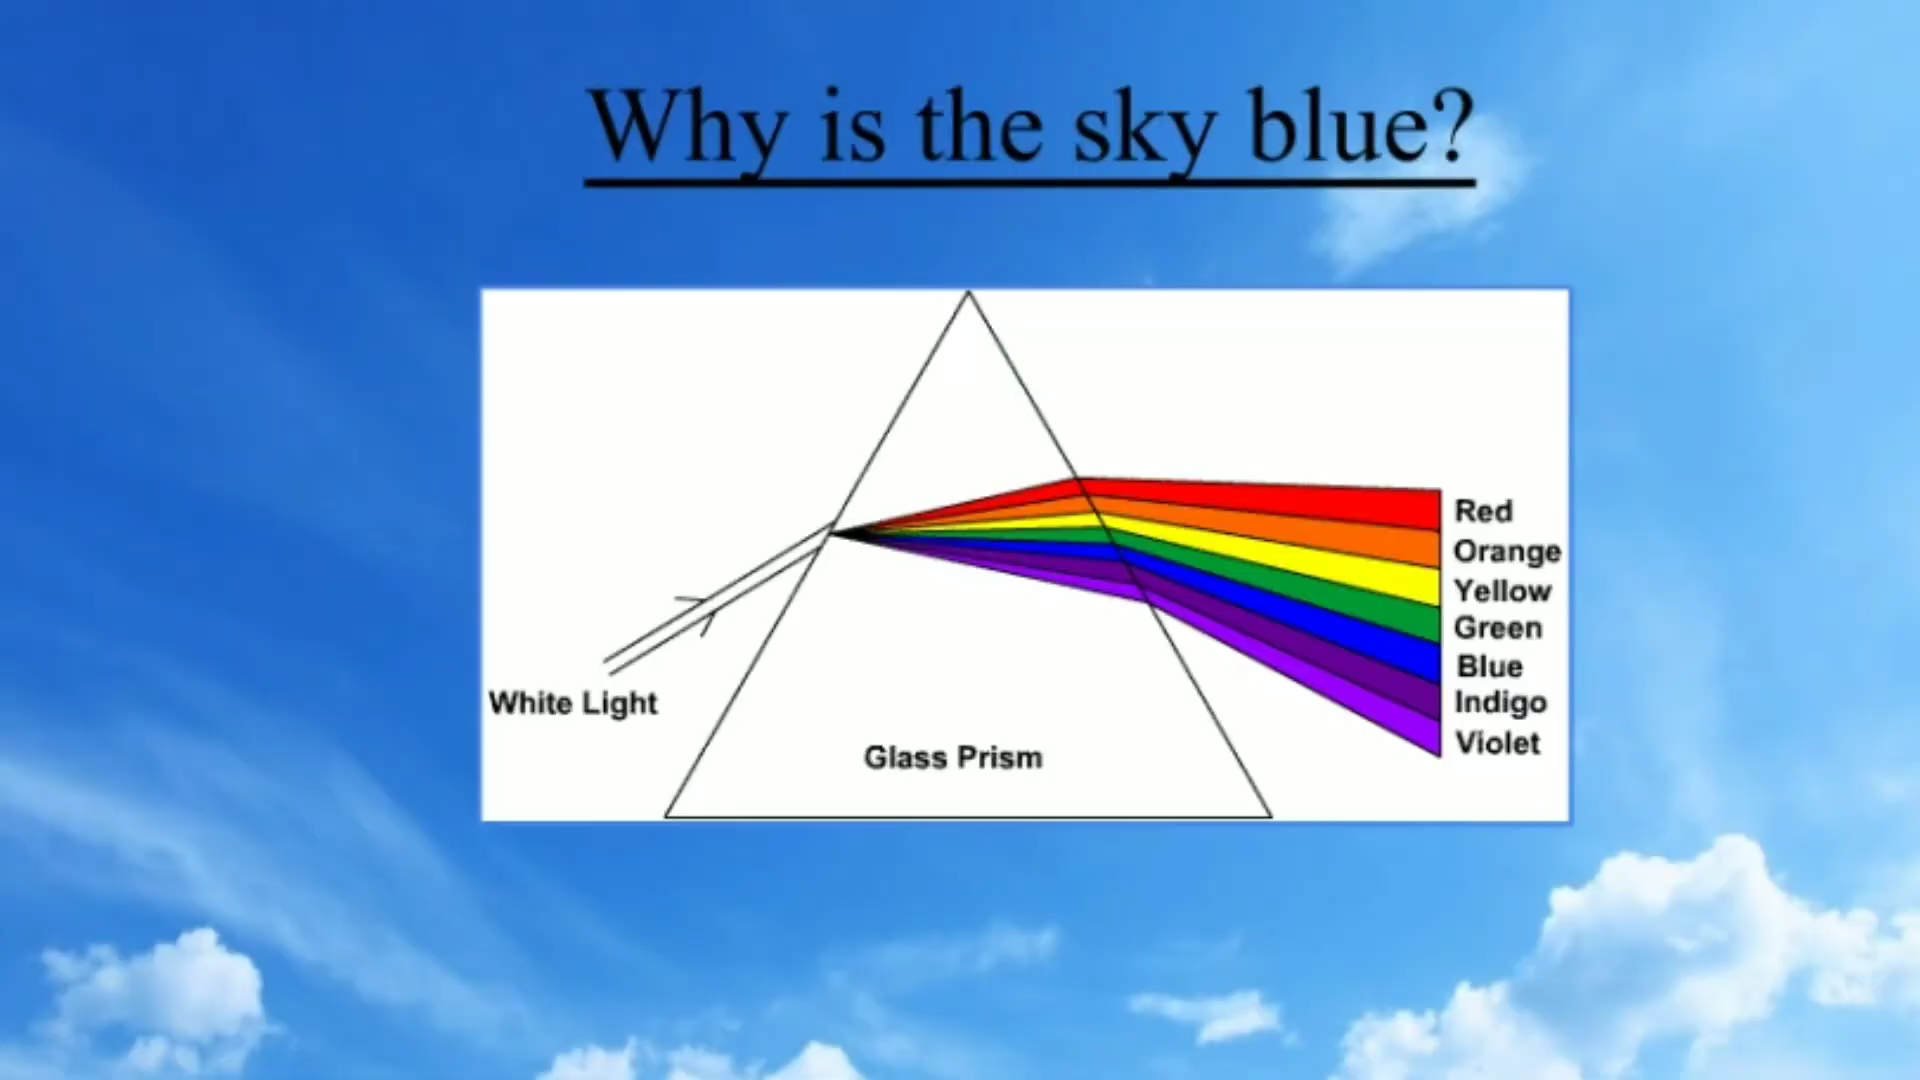 Why is the sky blue?
Red
Orange
Yellow
Green
Blue
Indigo
Violet
White Light
Glass Prism